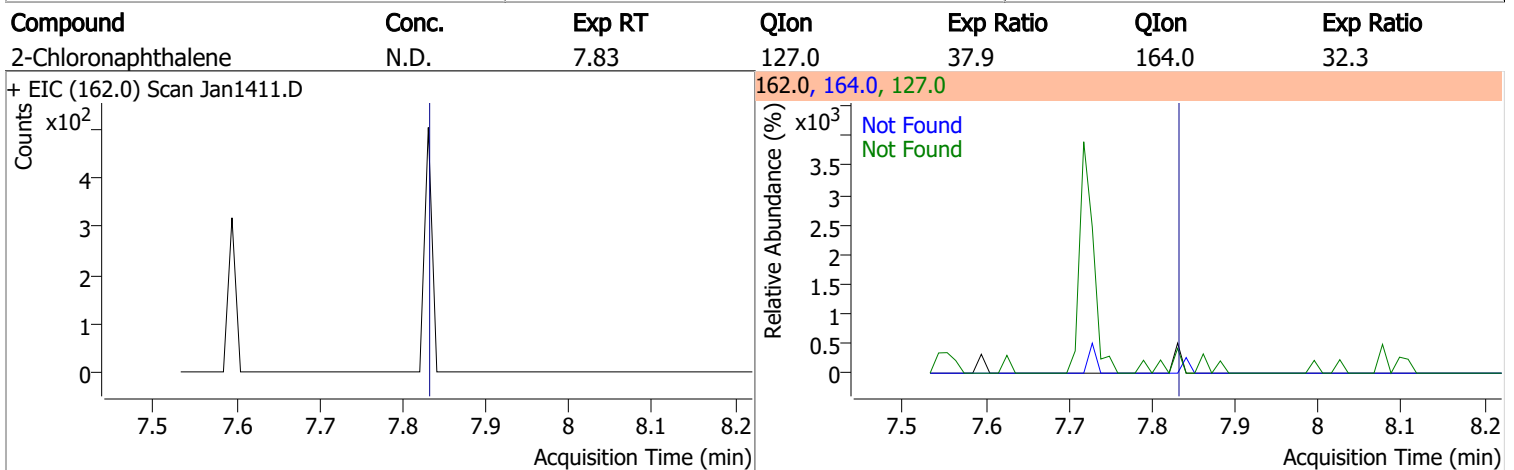 Compound Conc. Exp RT QIon Exp Ratio QIon Exp Ratio
2-Chloronaphthalene N.D. 7.83 127.0 37.9 164.0 32.3
+ EIC (162.0) Scan Jan1411.D
Counts
x10^2
4
3
2
1
0
7.5 7.6 7.7 7.8 7.9 8 8.1 8.2
Acquisition Time (min)
162.0, 164.0, 127.0
Relative Abundance (%)
x10^3
Not Found
Not Found
3.5
3
2.5
2
1.5
1
0.5
0
7.5 7.6 7.7 7.8 7.9 8 8.1 8.2
Acquisition Time (min)